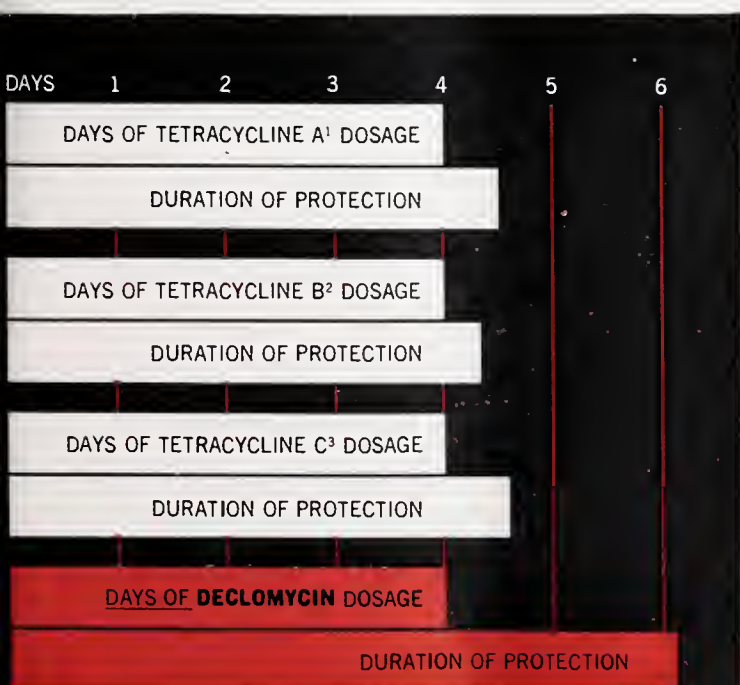 DAYS 1 2 3 4 5 6
DAYS OF TETRACYCLINE A¹ DOSAGE
DURATION OF PROTECTION
DAYS OF TETRACYCLINE B² DOSAGE
DURATION OF PROTECTION
DAYS OF TETRACYCLINE C³ DOSAGE
DURATION OF PROTECTION
DAYS OF DECLOMYCIN DOSAGE
DURATION OF PROTECTION